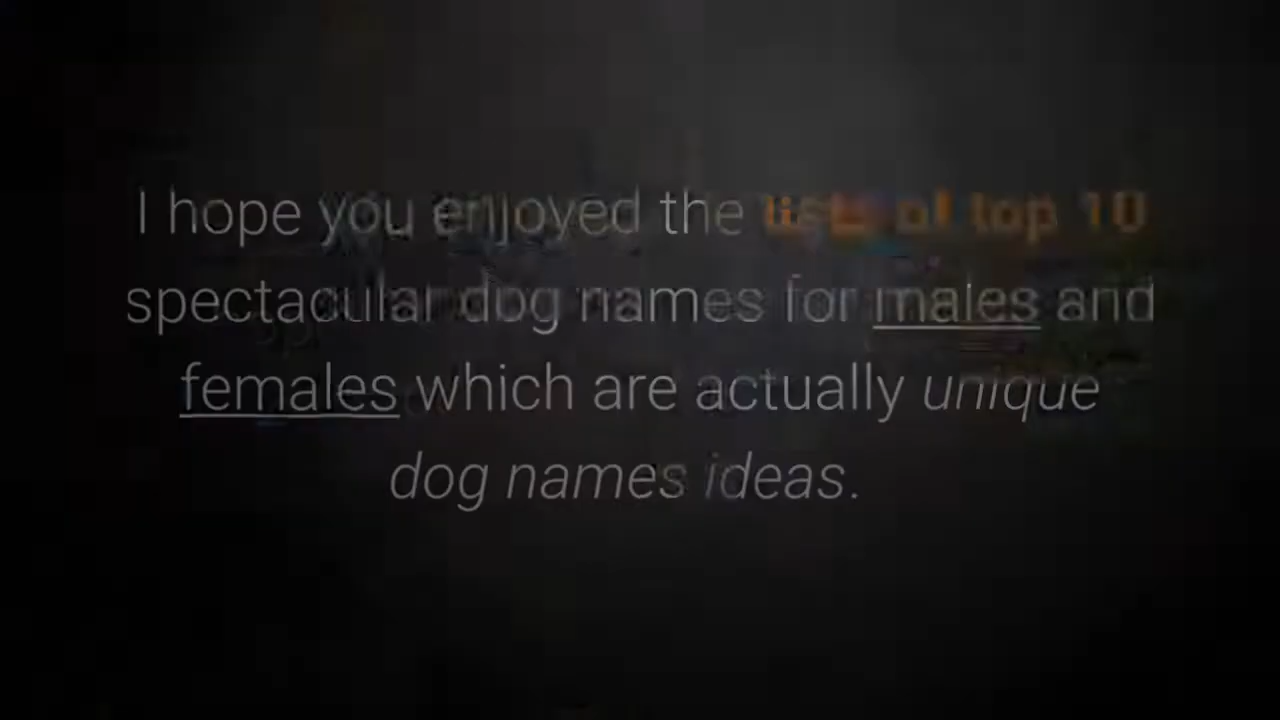 I hope you enjoyed the lists of top 10
spectacular dog names for males and
females which are actually unique
dog names ideas.